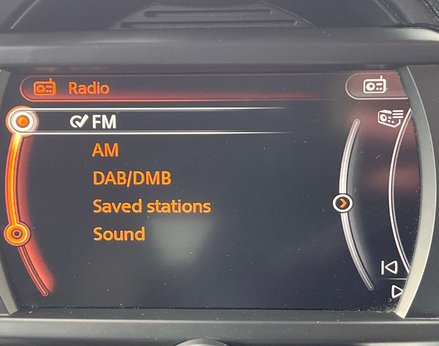 Radio
FM
AM
DAB/DMB
Saved stations
Sound